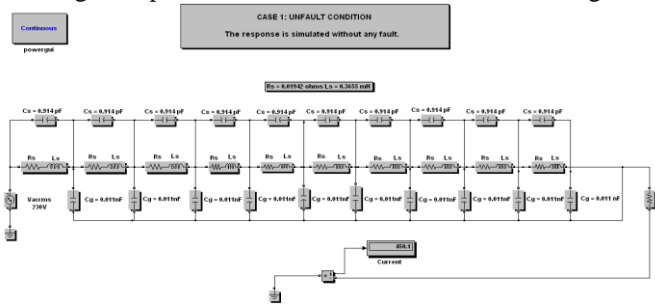 CASE 1: UNFAULT CONDITION
The response is simulated without any fault.
Continuous
powergui
Rs = 0.01942 ohms Ls = 0.3655 mH
Cs = 0.914 pF Cs = 0.914 pF Cs = 0.914 pF Cs = 0.914 pF Cs = 0.914 pF Cs = 0.914 pF Cs = 0.914 pF Cs = 0.914 pF Cs = 0.914 pF Cs = 0.914 pF
Rs Ls Rs Ls Rs Ls Rs Ls Rs Ls Rs Ls Rs Ls Rs Ls Rs Ls Rs Ls
Vacrms
230V
Cg = 0.011nF Cg = 0.011nF Cg = 0.011nF Cg = 0.011nF Cg = 0.011nF Cg = 0.011nF Cg = 0.011nF Cg = 0.011nF Cg = 0.011nF Cg = 0.011 nF
459.1
Current